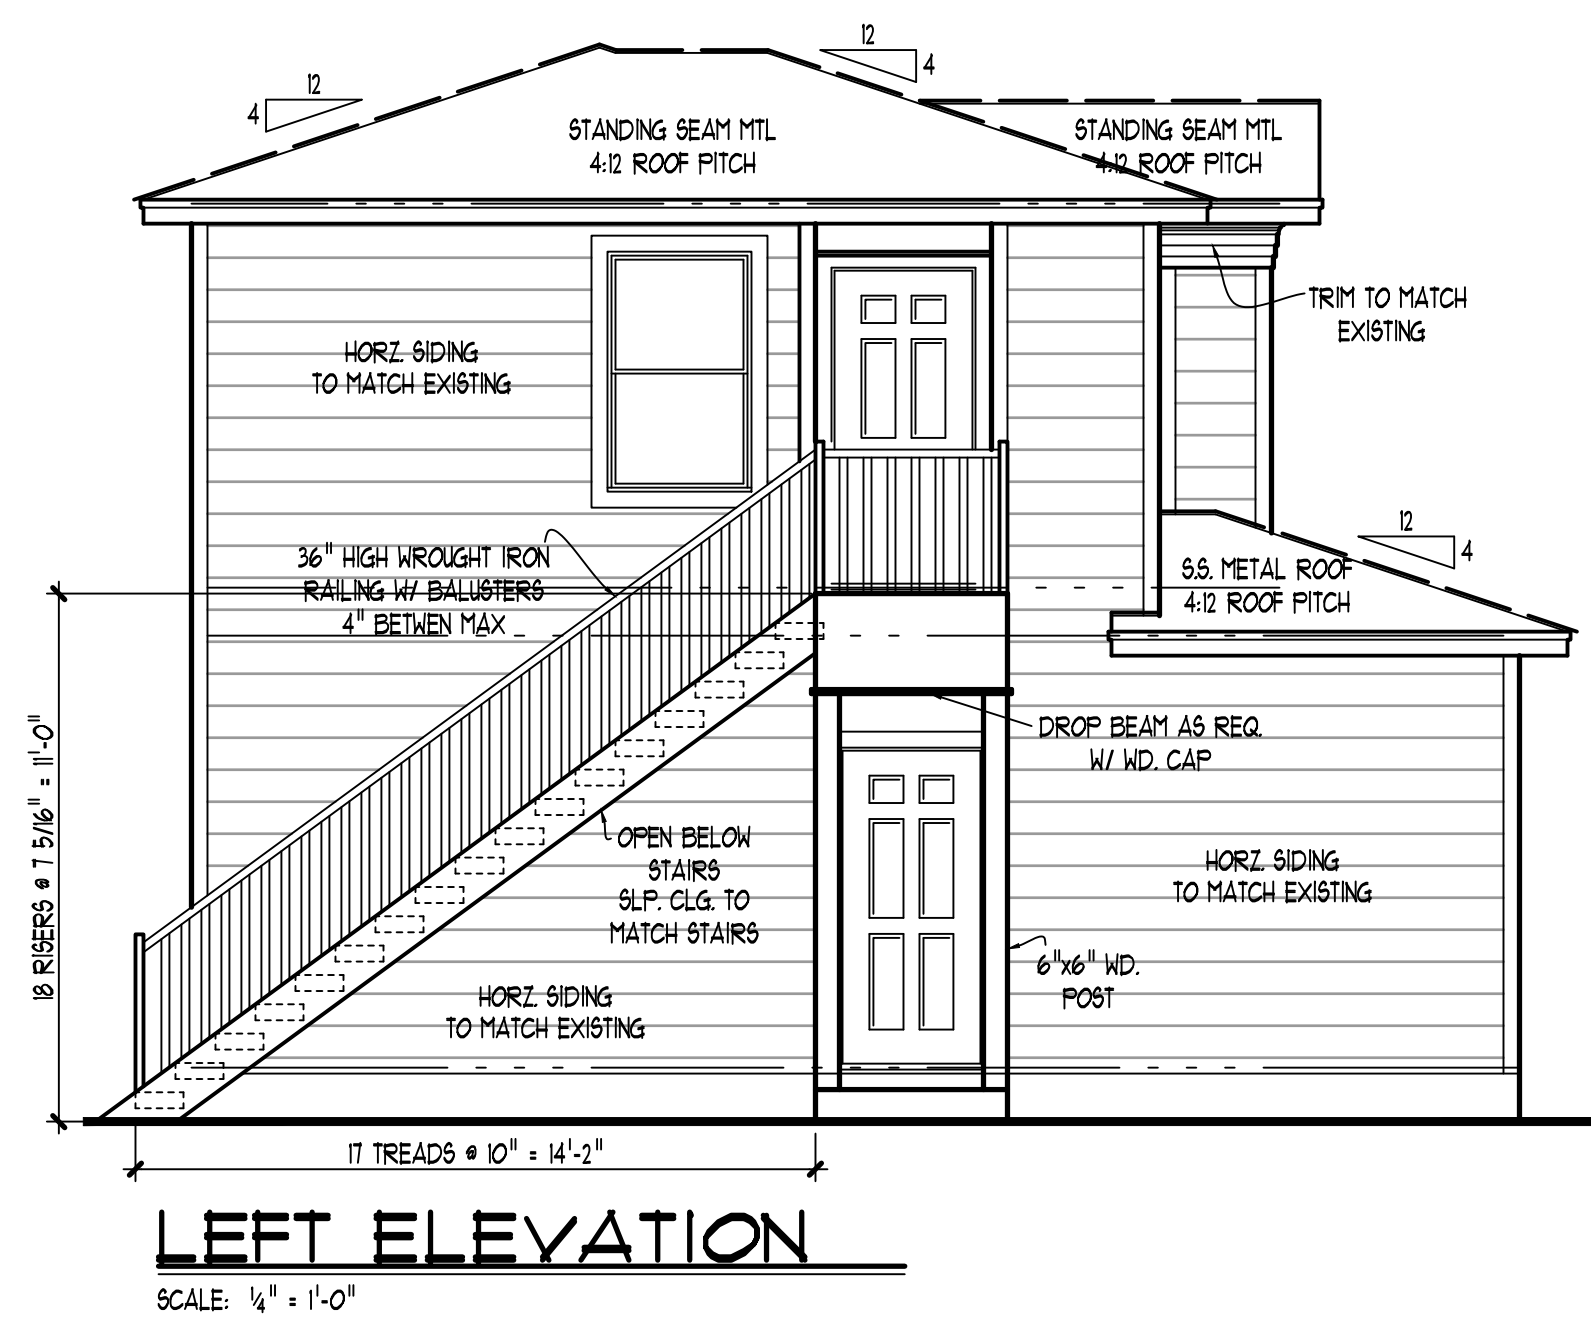 12
4
12
4
STANDING SEAM MTL
4:12 ROOF PITCH
STANDING SEAM MTL
4:12 ROOF PITCH
TRIM TO MATCH
EXISTING
HORZ. SIDING
TO MATCH EXISTING
12
4
36" HIGH WROUGHT IRON
RAILING W/ BALUSTERS
4" BETWEN MAX
S.S. METAL ROOF
4:12 ROOF PITCH
DROP BEAM AS REQ.
W/ WD. CAP
18 RISERS @ 7 5/16" = 11'-0"
OPEN BELOW
STAIRS
SLP. CLG. TO
MATCH STAIRS
HORZ. SIDING
TO MATCH EXISTING
6"x6" WD.
POST
HORZ. SIDING
TO MATCH EXISTING
17 TREADS @ 10" = 14'-2"
LEFT ELEVATION
SCALE: ¼" = 1'-0"